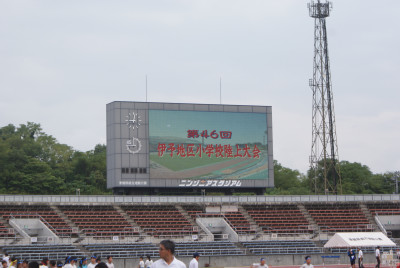 第46回
伊予地区小学校陸上大会
ニンジニアスタジアム